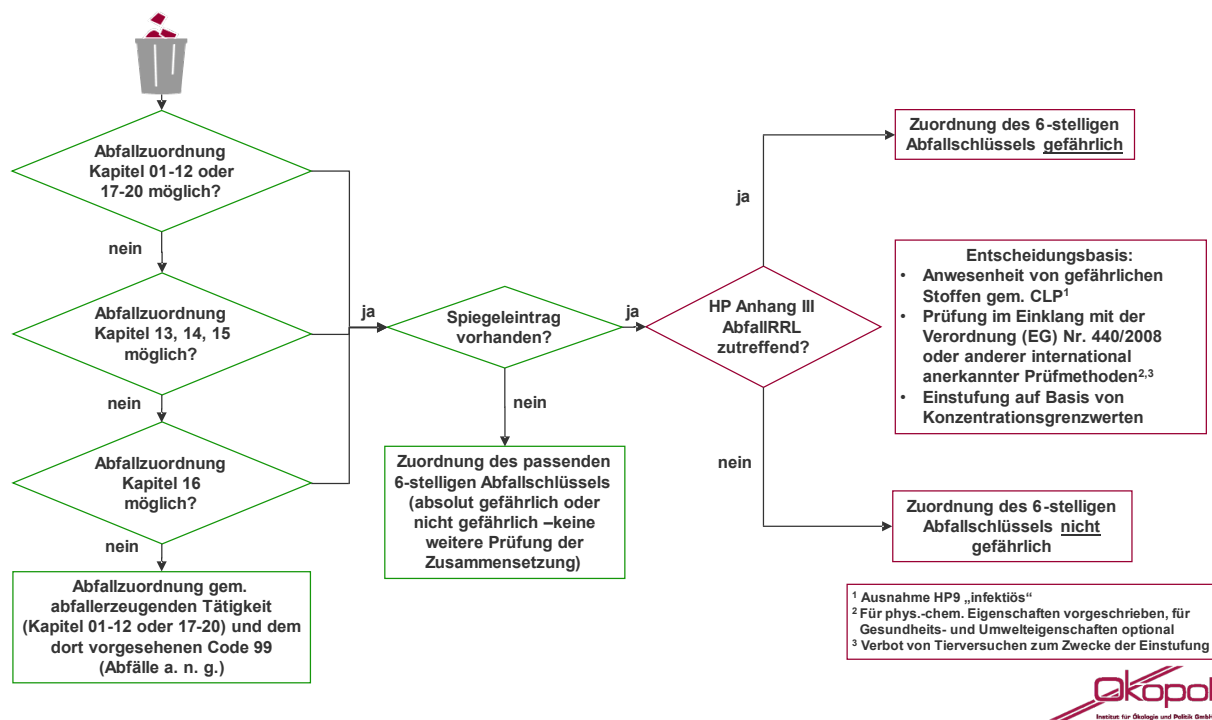 Abfallzuordnung
Kapitel 01-12 oder
17-20 möglich?
nein
Abfallzuordnung
Kapitel 13, 14, 15
möglich?
nein
Abfallzuordnung
Kapitel 16
möglich?
nein
Abfallzuordnung gem.
abfallerzeugenden Tätigkeit
(Kapitel 01-12 oder 17-20) und dem
dort vorgesehenen Code 99
(Abfälle a. n. g.)
ja
Spiegeleintrag
vorhanden?
nein
Zuordnung des passenden
6-stelligen Abfallschlüssels
(absolut gefährlich oder
nicht gefährlich –keine
weitere Prüfung der
Zusammensetzung)
ja
HP Anhang III
AbfallRRL
zutreffend?
ja
Zuordnung des 6-stelligen
Abfallschlüssels gefährlich
Entscheidungsbasis:
• Anwesenheit von gefährlichen
Stoffen gem. CLP¹
• Prüfung im Einklang mit der
Verordnung (EG) Nr. 440/2008
oder anderer international
anerkannter Prüfmethoden²,³
• Einstufung auf Basis von
Konzentrationsgrenzwerten
nein
Zuordnung des 6-stelligen
Abfallschlüssels nicht
gefährlich
¹ Ausnahme HP9 „infektiös“
² Für phys.-chem. Eigenschaften vorgeschrieben, für
Gesundheits- und Umwelteigenschaften optional
³ Verbot von Tierversuchen zum Zwecke der Einstufung
Ökopol
Institut für Ökologie und Politik GmbH